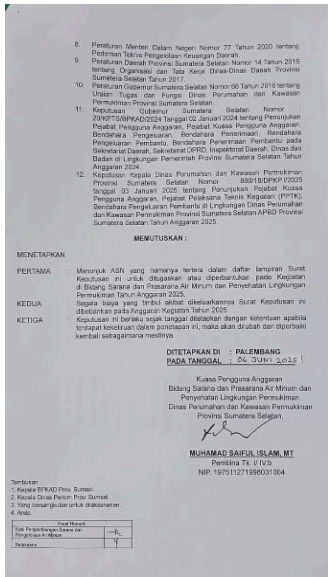 8. Peraturan Menteri Dalam Negeri Nomor 77 Tahun 2020 tentang
Pedoman Teknis Pengelolaan Keuangan Daerah.
9. Peraturan Daerah Provinsi Sumatera Selatan Nomor 14 Tahun 2016
tentang Organisasi dan Tata Kerja Dinas-Dinas Daerah Provinsi
Sumatera Selatan Tahun 2017.
10. Peraturan Gubernur Sumatera Selatan Nomor 66 Tahun 2016 tentang
Uraian Tugas dan Fungsi Dinas Perumahan dan Kawasan
Permukiman Provinsi Sumatera Selatan.
11. Keputusan Gubernur Sumatera Selatan Nomor :
20/KPTS/BPKAD/2024 Tanggal 02 Januari 2024 tentang Penunjukan
Pejabat Pengguna Anggaran, Pejabat Kuasa Pengguna Anggaran,
Bendahara Pengeluaran, Bendahara Penerimaan, Bendahara
Pengeluaran Pembantu, Bendahara Penerimaan Pembantu pada
Sekretariat Daerah, Sekretariat DPRD, Inspektorat Daerah, Dinas dan
Badan di Lingkungan Pemerintah Provinsi Sumatera Selatan Tahun
Anggaran 2024.
12. Keputusan Kepala Dinas Perumahan dan Kawasan Permukiman
Provinsi Sumatera Selatan Nomor : 800/18/DPKP.I/2025
tanggal 03 Januari 2025 tentang Penunjukan Pejabat Kuasa
Pengguna Anggaran, Pejabat Pelaksana Teknis Kegiatan (PPTK),
Bendahara Pengeluaran Pembantu di Lingkungan Dinas Perumahan
dan Kawasan Permukiman Provinsi Sumatera Selatan APBD Provinsi
Sumatera Selatan Tahun Anggaran 2025.
MEMUTUSKAN :
MENETAPKAN
PERTAMA : Menunjuk ASN yang namanya tertera dalam daftar lampiran Surat
Keputusan ini untuk ditugaskan atau diperbantukan pada Kegiatan
di Bidang Sarana dan Prasarana Air Minum dan Penyehatan Lingkungan
Permukiman Tahun Anggaran 2025.
KEDUA : Segala biaya yang timbul akibat dikeluarkannya Surat Keputusan ini
dibebankan pada Anggaran Kegiatan Tahun 2025.
KETIGA : Keputusan ini berlaku sejak tanggal ditetapkan dengan ketentuan apabila
terdapat kekeliruan dalam penetapan ini, maka akan dirubah dan diperbaiki
kembali sebagaimana mestinya.
DITETAPKAN DI : PALEMBANG
PADA TANGGAL : 06 JUNI 2025
Kuasa Pengguna Anggaran
Bidang Sarana dan Prasarana Air Minum dan
Penyehatan Lingkungan Permukiman
Dinas Perumahan dan Kawasan Permukiman
Provinsi Sumatera Selatan,
MUHAMAD SAIFUL ISLAM, MT
Pembina Tk. I/ IV.b
NIP. 197511271998031004
Tembusan :
1. Kepala BPKAD Prov. Sumsel.
2. Kepala Dinas Perkim Prov. Sumsel.
3. Yang bersangkutan untuk dilaksanakan.
4. Arsip.
Paraf Hierarki
Kasi Pengembangan Sarana dan
Pengelolaan Air Minum